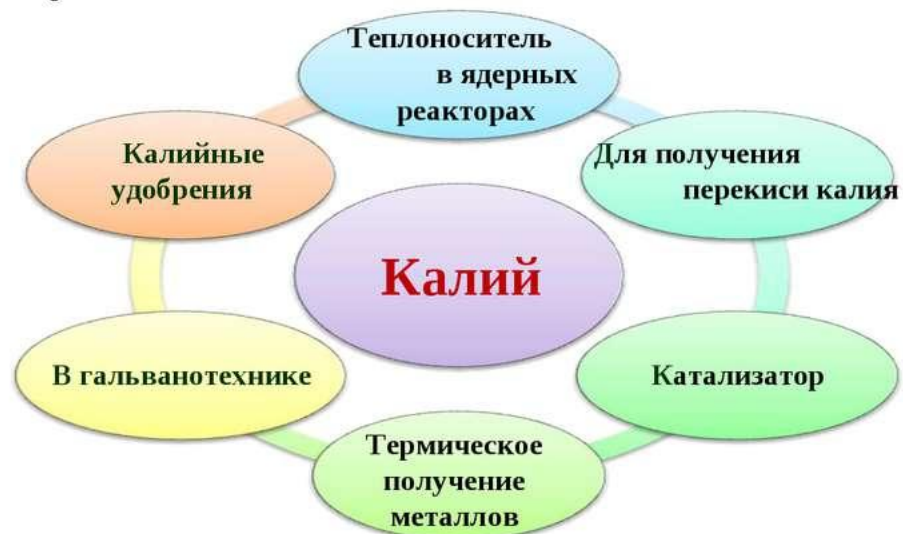 Теплоноситель
в ядерных
реакторах
Для получения
перекиси калия
Катализатор
Термическое
получение
металлов
В гальванотехнике
Калийные
удобрения
Калий